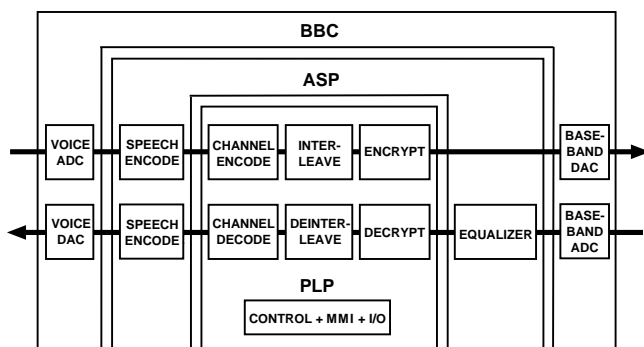 BBC
ASP
VOICE
ADC
SPEECH
ENCODE
CHANNEL
ENCODE
INTER-
LEAVE
ENCRYPT
BASE-
BAND
DAC
VOICE
DAC
SPEECH
ENCODE
CHANNEL
DECODE
DEINTER-
LEAVE
DECRYPT
EQUALIZER
BASE-
BAND
ADC
PLP
CONTROL + MMI + I/O